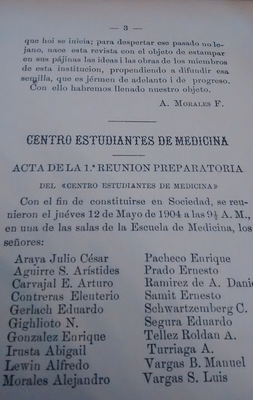 — 3 —
que hoi se inicia; para despertar ese pasado no le-
jano, nace esta revista con el objeto de estampar
en sus pájinas las ideas i las obras de los miembros
de esta institucion, propendiendo a difundir esa
semilla, que es jérmen de adelanto i de progreso.
Con ello habremos llenado nuestro objeto.
A. MORALES F.
CENTRO ESTUDIANTES DE MEDICINA
ACTA DE LA 1.ª REUNION PREPARATORIA
DEL «CENTRO ESTUDIANTES DE MEDICINA»
Con el fin de constituirse en Sociedad, se reu-
nieron el juéves 12 de Mayo de 1904 a las 9½ A. M.,
en una de las salas de la Escuela de Medicina, los
señores:
Araya Julio César
Aguirre S. Arístides
Carvajal E. Arturo
Contreras Eleuterio
Gerlach Eduardo
Gighlioto N.
Gonzalez Enrique
Irusta Abigail
Lewin Alfredo
Morales Alejandro
Pacheco Enrique
Prado Ernesto
Ramirez de A. Danie
Samit Ernesto
Schwartzemberg C.
Segura Eduardo
Tellez Roldan A.
Turriaga A.
Vargas B. Manuel
Vargas S. Luis